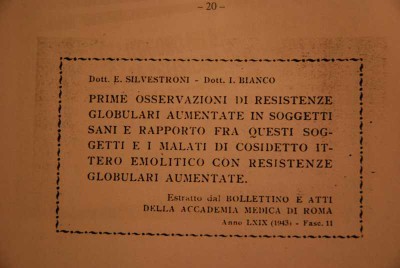 – 20 –
Dott. E. SILVESTRONI - Dott. I. BIANCO
PRIME OSSERVAZIONI DI RESISTENZE
GLOBULARI AUMENTATE IN SOGGETTI
SANI E RAPPORTO FRA QUESTI SOG-
GETTI E I MALATI DI COSIDETTO IT-
TERO EMOLITICO CON RESISTENZE
GLOBULARI AUMENTATE.
Estratto dal BOLLETTINO E ATTI
DELLA ACCADEMIA MEDICA DI ROMA
Anno LXIX (1943) - Fasc. 11